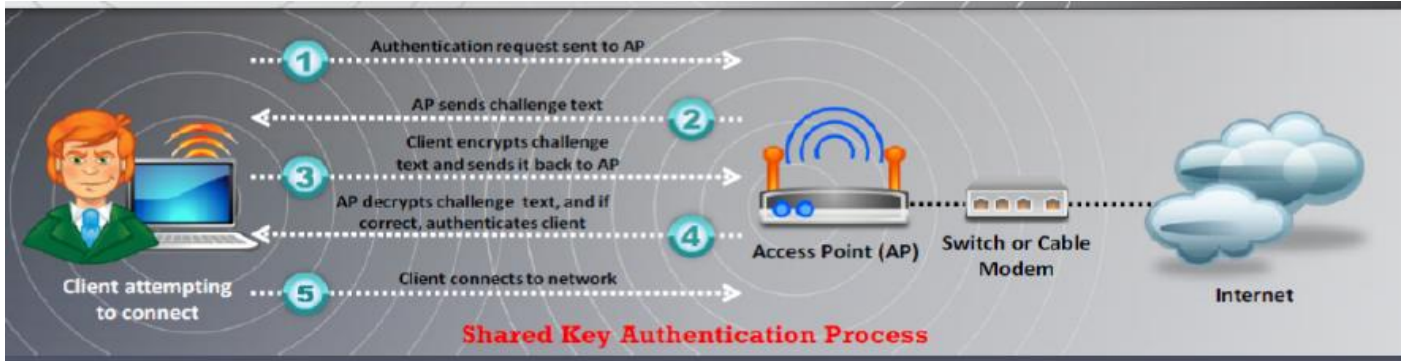 1
Authentication request sent to AP
AP sends challenge text
2
3
Client encrypts challenge
text and sends it back to AP
AP decrypts challenge text, and if
correct, authenticates client
4
5
Client connects to network
Client attempting
to connect
Access Point (AP)
Switch or Cable
Modem
Internet
Shared Key Authentication Process